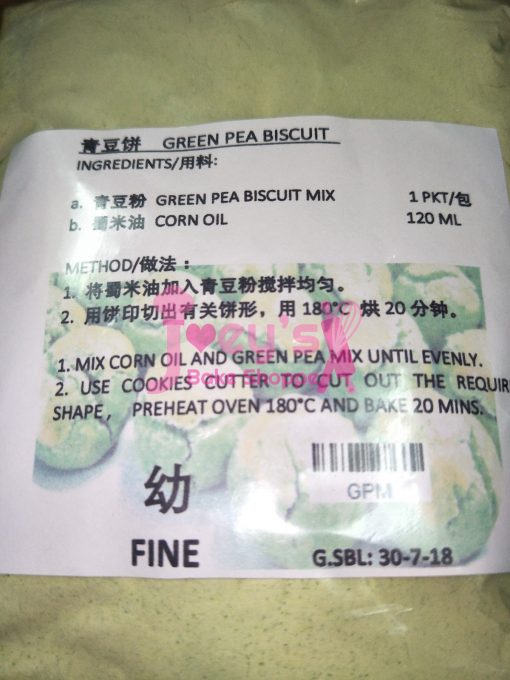 青豆饼 GREEN PEA BISCUIT
INGREDIENTS/用料:
a. 青豆粉 GREEN PEA BISCUIT MIX 1 PKT/包
b. 蜀米油 CORN OIL 120 ML
METHOD/做法：
1. 将蜀米油加入青豆粉搅拌均匀。
2. 用饼印切出有关饼形，用 180°C 烘 20 分钟。
Joeu's
Bake Shoppe
1. MIX CORN OIL AND GREEN PEA MIX UNTIL EVENLY.
2. USE COOKIES CUTTER TO CUT OUT THE REQUIR
SHAPE， PREHEAT OVEN 180°C AND BAKE 20 MINS.
GPM
幼
FINE
G.SBL: 30-7-18